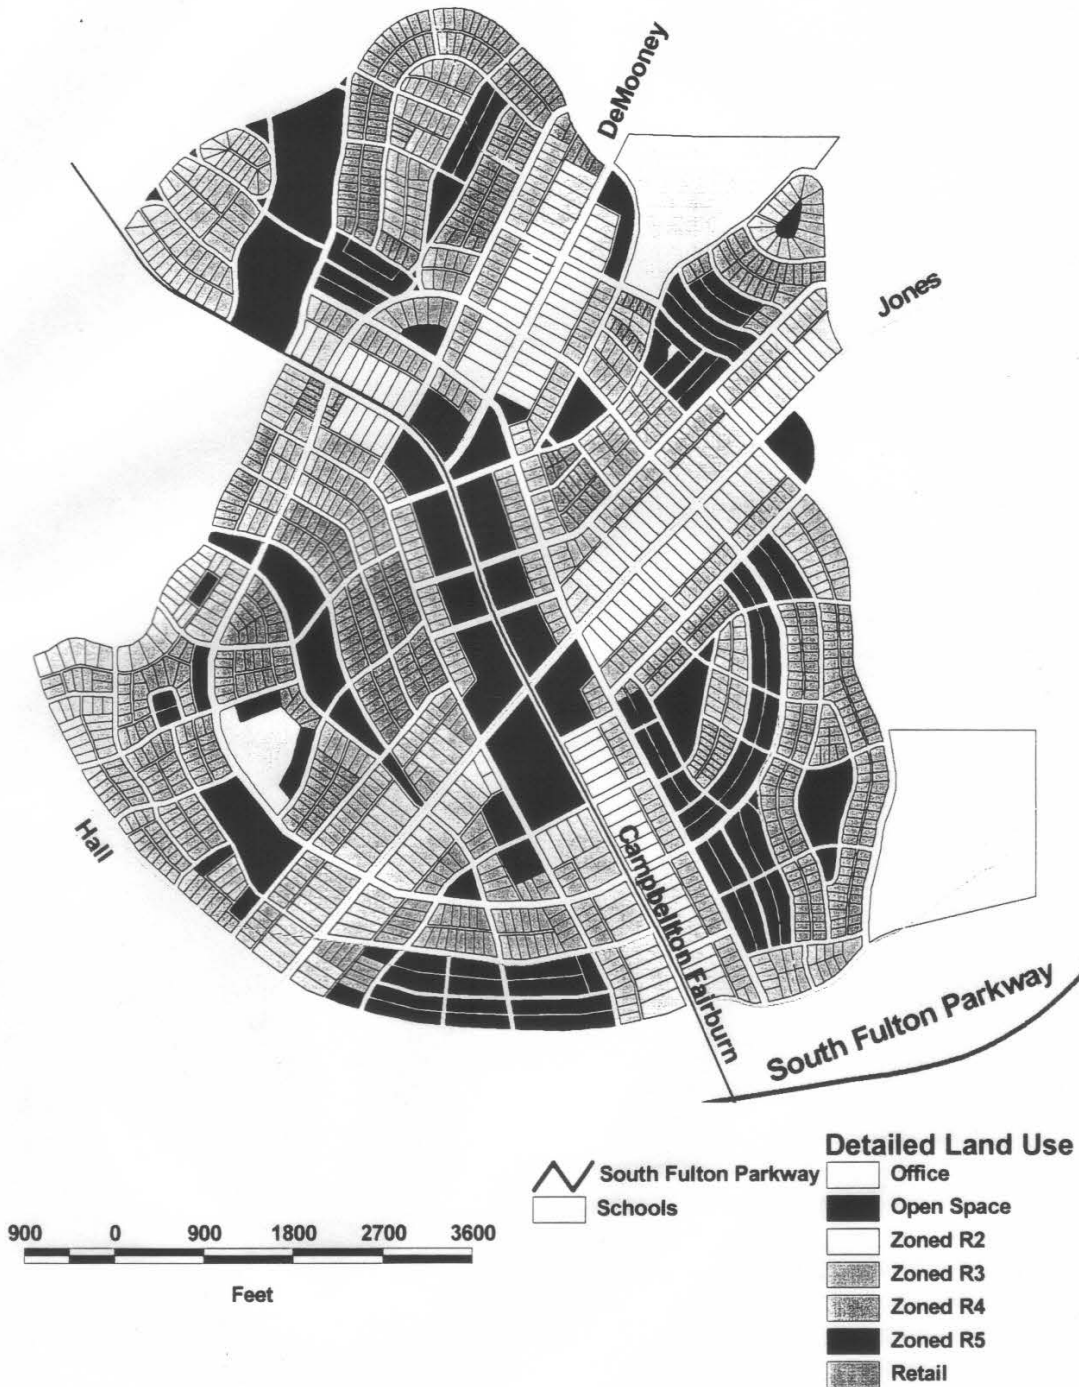 DeMooney
Jones
Hall
Campbellton Fairburn
South Fulton Parkway
Detailed Land Use
South Fulton Parkway
Schools
Office
Open Space
Zoned R2
Zoned R3
Zoned R4
Zoned R5
Retail
900 0 900 1800 2700 3600
Feet